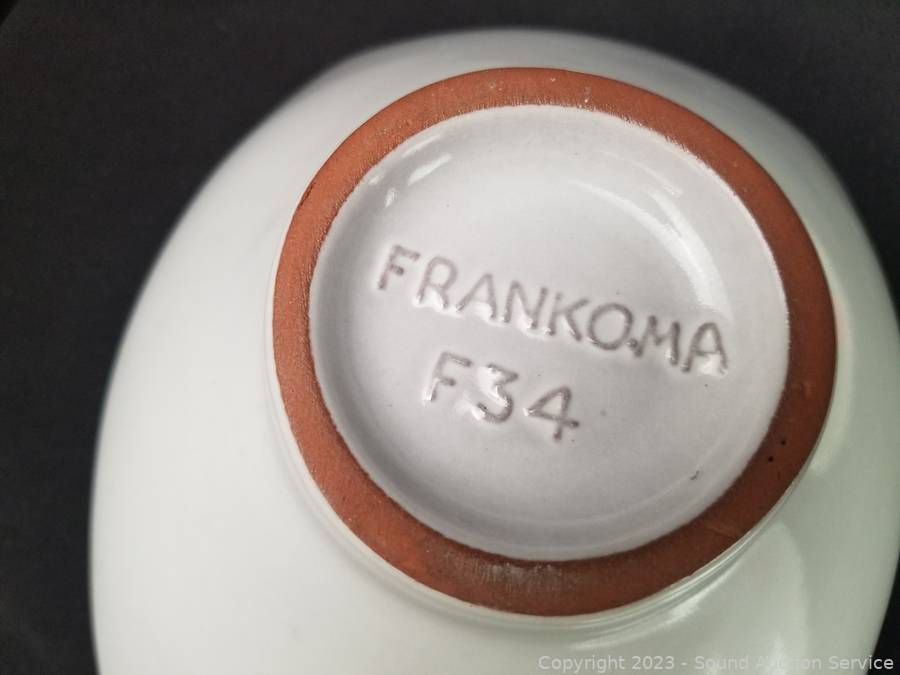 FRANKOMA
F34
Copyright 2023 - Sound Auction Service